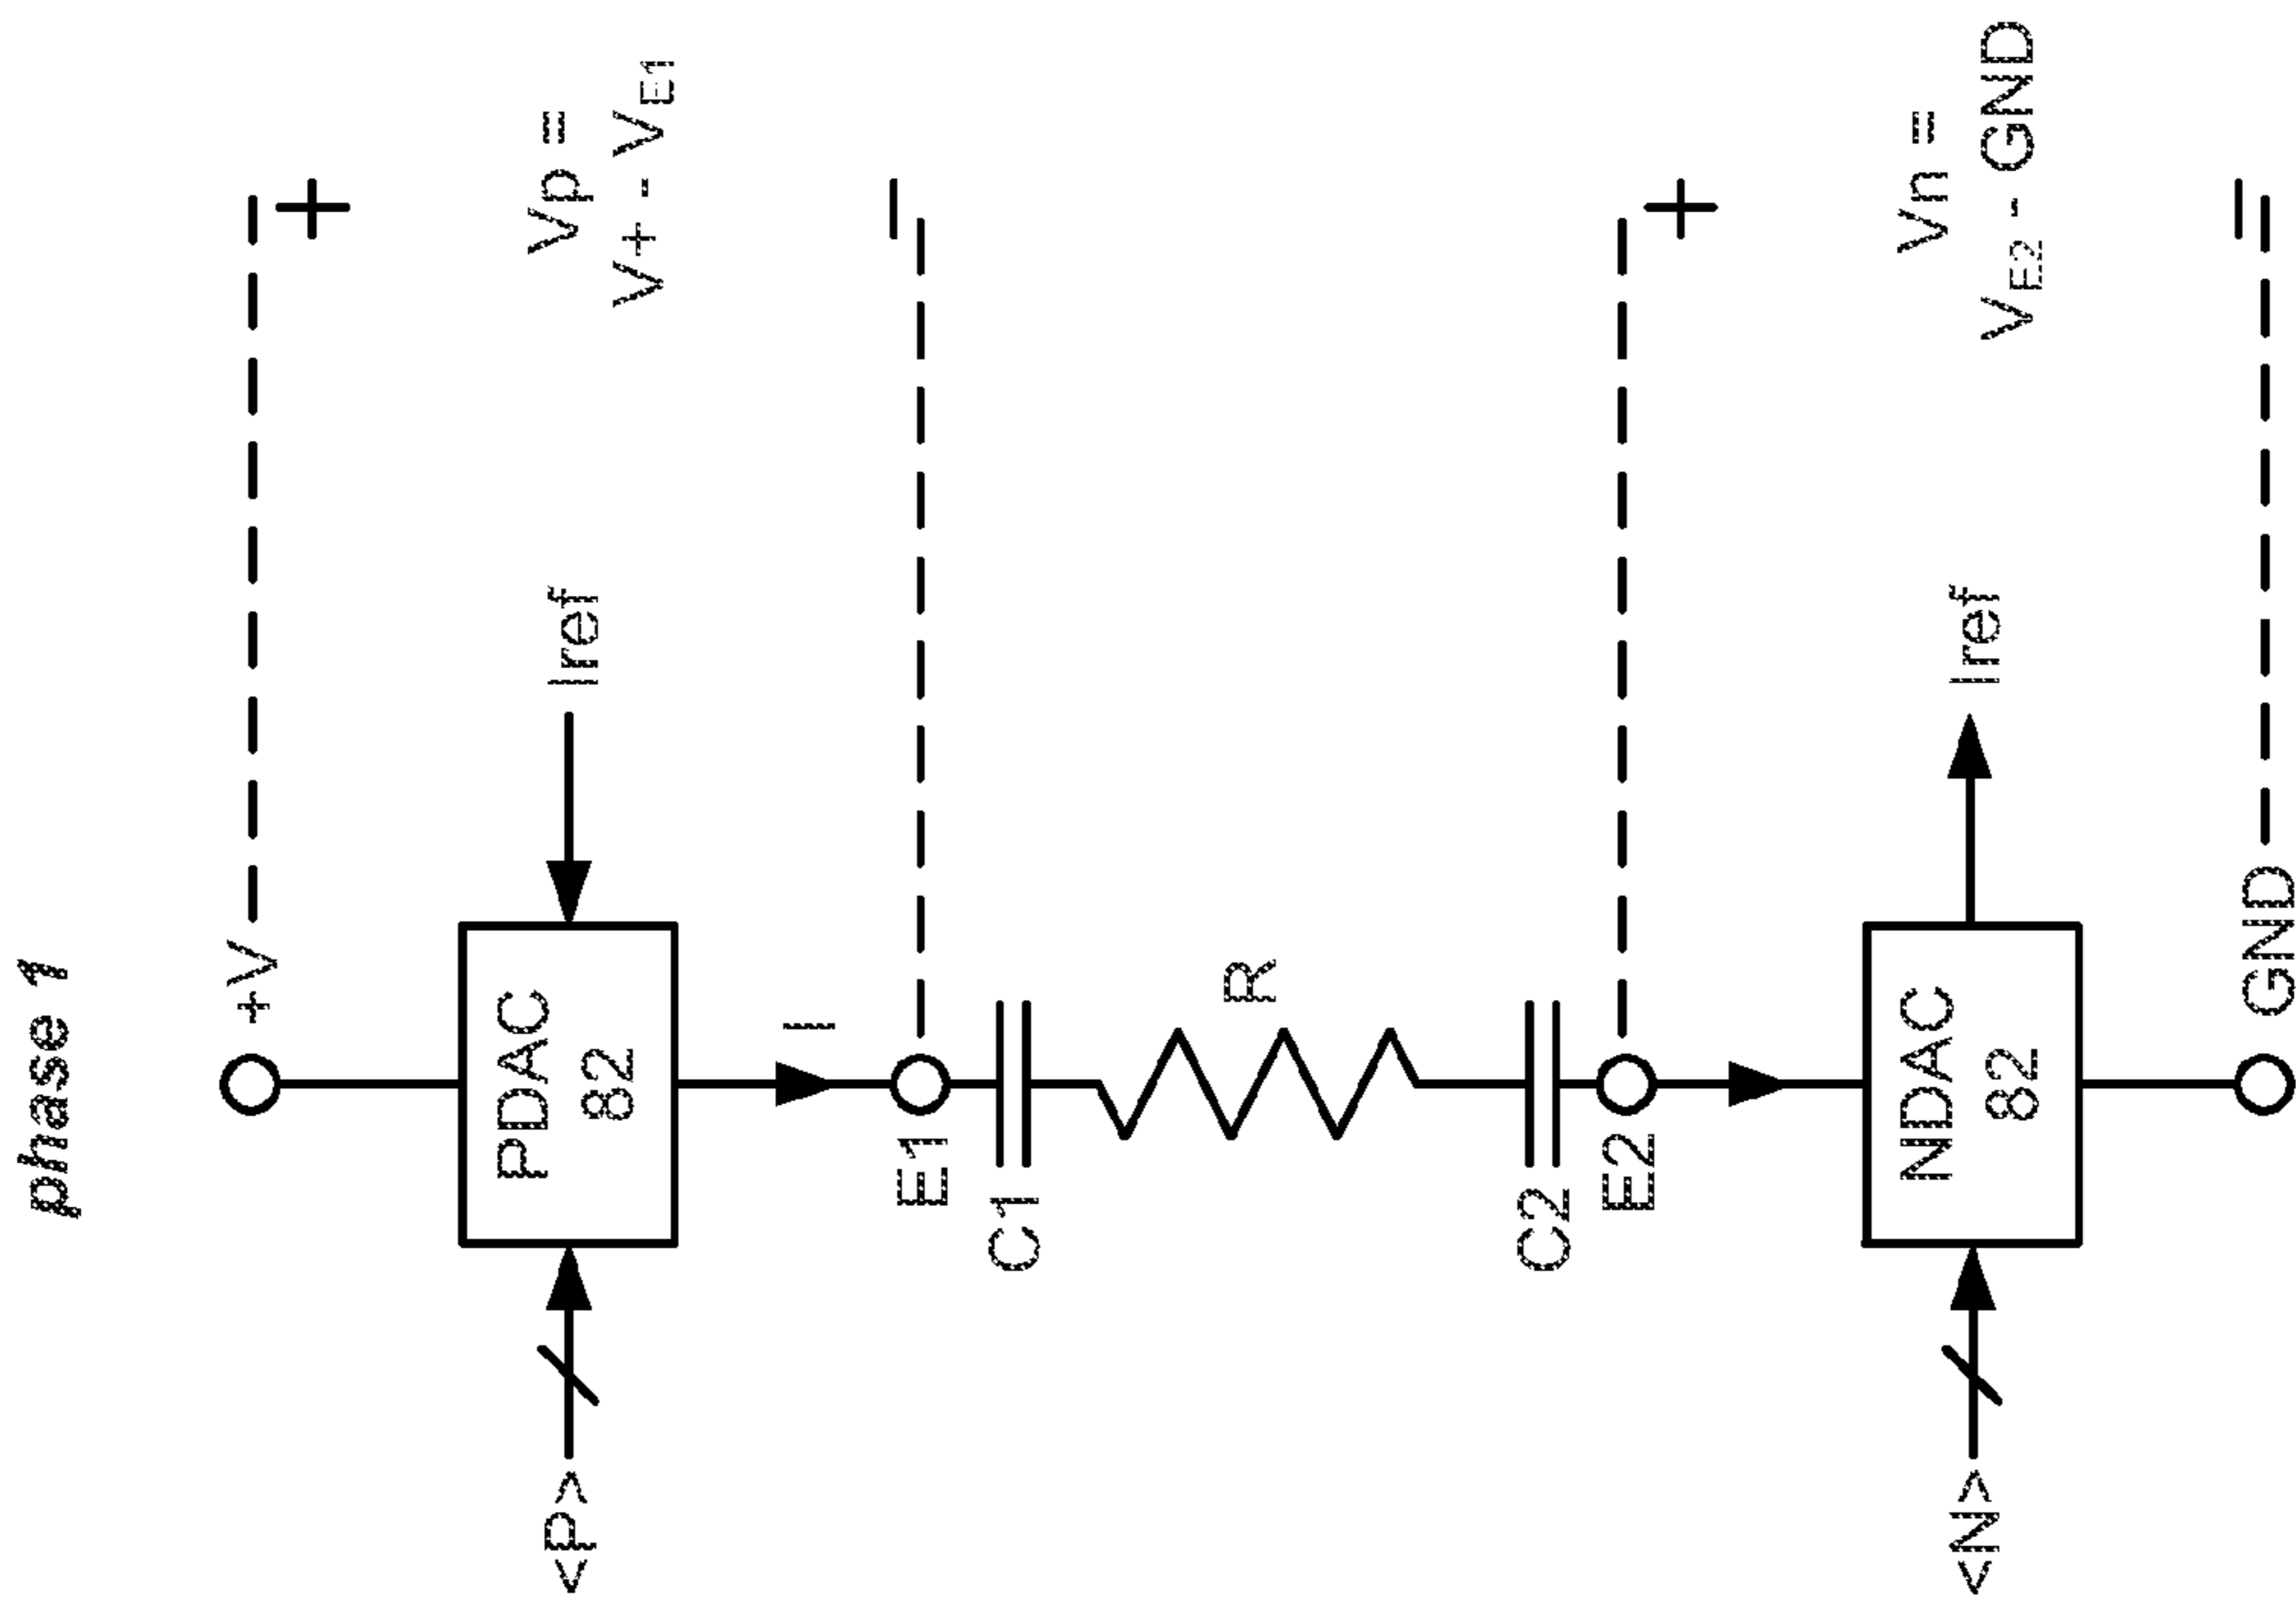 phase 1
+V
Vp =
V+ - VE1
<P>
PDAC
82
Iref
I
E1
C1
R
C2
E2
Vn =
VE2 - GND
<N>
NDAC
82
Iref
GND